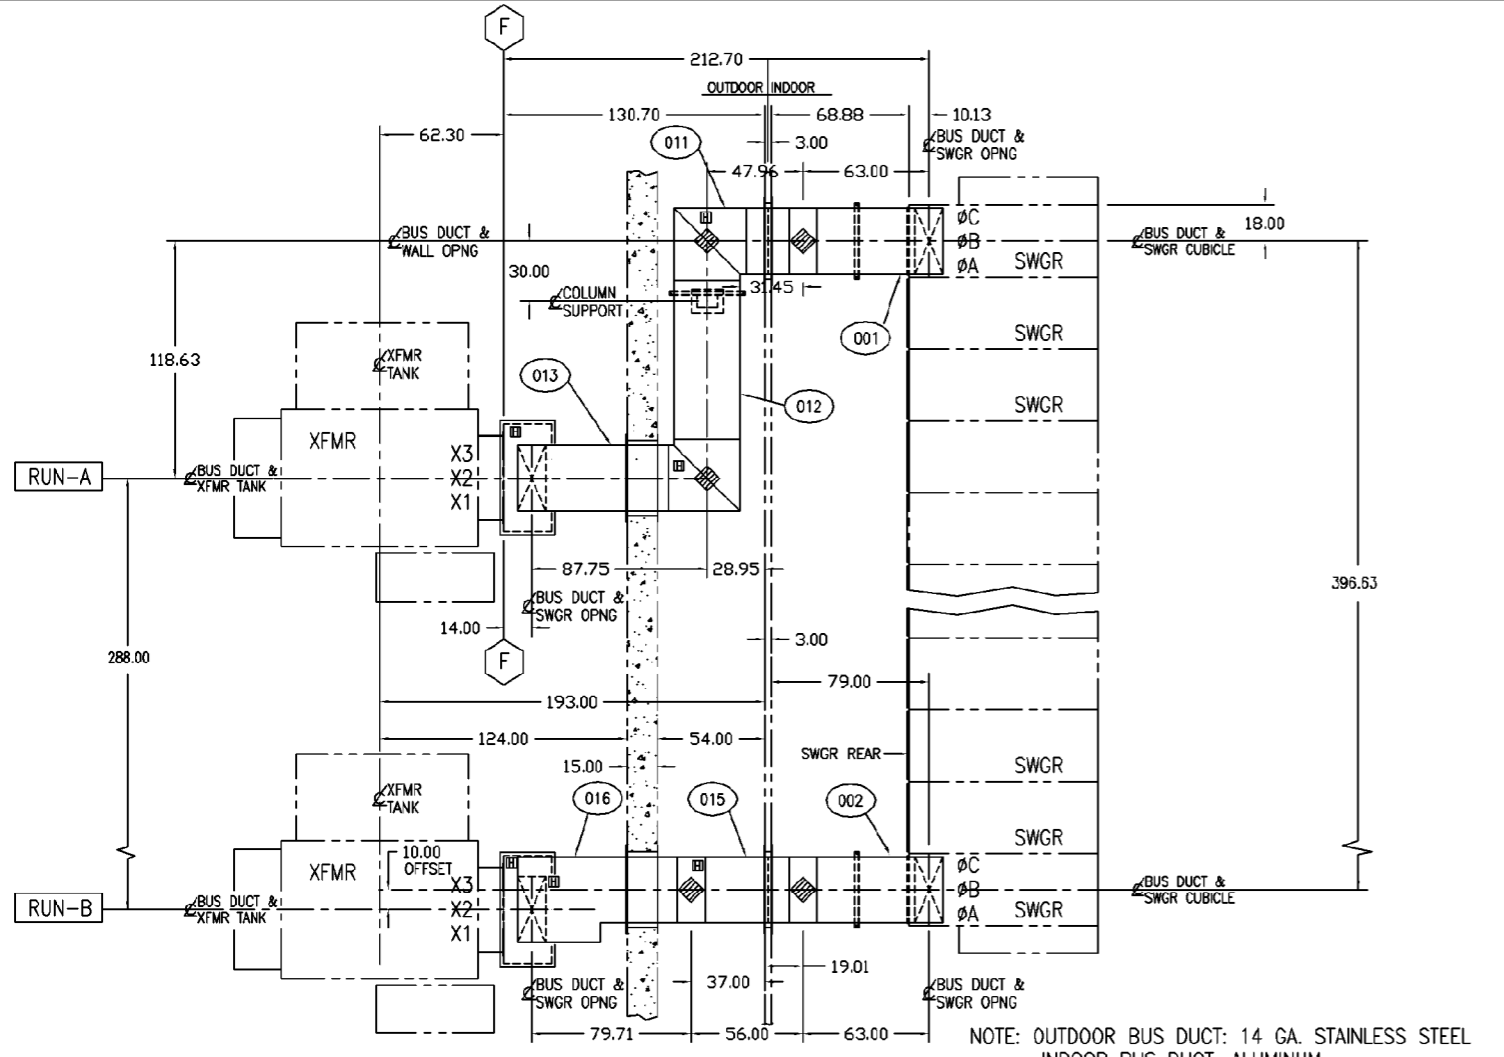 F
212.70
OUTDOOR INDOOR
130.70
68.88
10.13
62.30
011
3.00
BUS DUCT &
SWGR OPNG
47.96
63.00
BUS DUCT &
WALL OPNG
ØC
ØB
ØA
SWGR
BUS DUCT &
SWGR CUBICLE
18.00
30.00
31.45
COLUMN
SUPPORT
H
001
SWGR
118.63
XFMR
TANK
013
012
SWGR
XFMR
H
H
X3
X2
X1
RUN-A
BUS DUCT &
XFMR TANK
87.75
28.95
396.63
BUS DUCT &
SWGR OPNG
14.00
F
3.00
288.00
79.00
193.00
124.00
54.00
SWGR REAR
15.00
SWGR
016
015
002
XFMR
TANK
SWGR
10.00
OFFSET
XFMR
H
H
H
X3
X2
X1
ØC
ØB
ØA
SWGR
BUS DUCT &
SWGR CUBICLE
RUN-B
BUS DUCT &
XFMR TANK
19.01
37.00
BUS DUCT &
SWGR OPNG
BUS DUCT &
SWGR OPNG
79.71
56.00
63.00
NOTE: OUTDOOR BUS DUCT: 14 GA. STAINLESS STEEL
INDOOR BUS DUCT: ALUMINUM